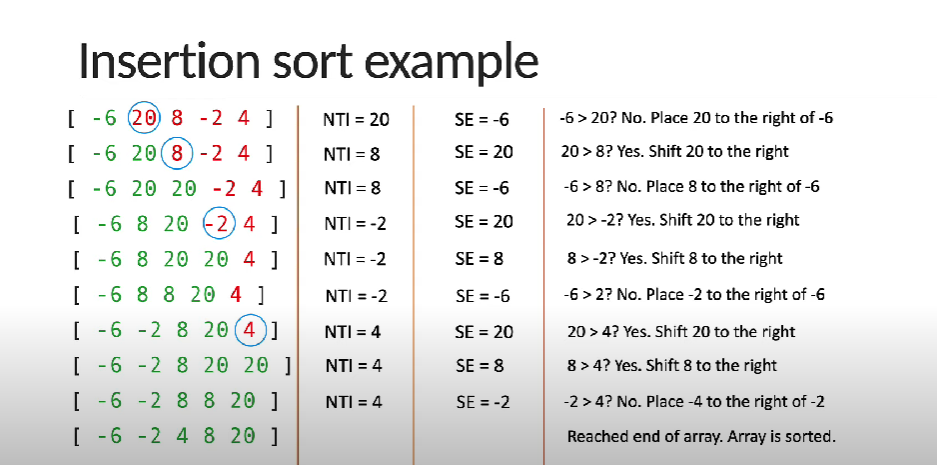 Insertion sort example
[ -6 20 8 -2 4 ] NTI = 20 SE = -6 -6 > 20? No. Place 20 to the right of -6
[ -6 20 8 -2 4 ] NTI = 8 SE = 20 20 > 8? Yes. Shift 20 to the right
[ -6 20 20 -2 4 ] NTI = 8 SE = -6 -6 > 8? No. Place 8 to the right of -6
[ -6 8 20 -2 4 ] NTI = -2 SE = 20 20 > -2? Yes. Shift 20 to the right
[ -6 8 20 20 4 ] NTI = -2 SE = 8 8 > -2? Yes. Shift 8 to the right
[ -6 8 8 20 4 ] NTI = -2 SE = -6 -6 > 2? No. Place -2 to the right of -6
[ -6 -2 8 20 4 ] NTI = 4 SE = 20 20 > 4? Yes. Shift 20 to the right
[ -6 -2 8 20 20 ] NTI = 4 SE = 8 8 > 4? Yes. Shift 8 to the right
[ -6 -2 8 8 20 ] NTI = 4 SE = -2 -2 > 4? No. Place -4 to the right of -2
[ -6 -2 4 8 20 ] Reached end of array. Array is sorted.